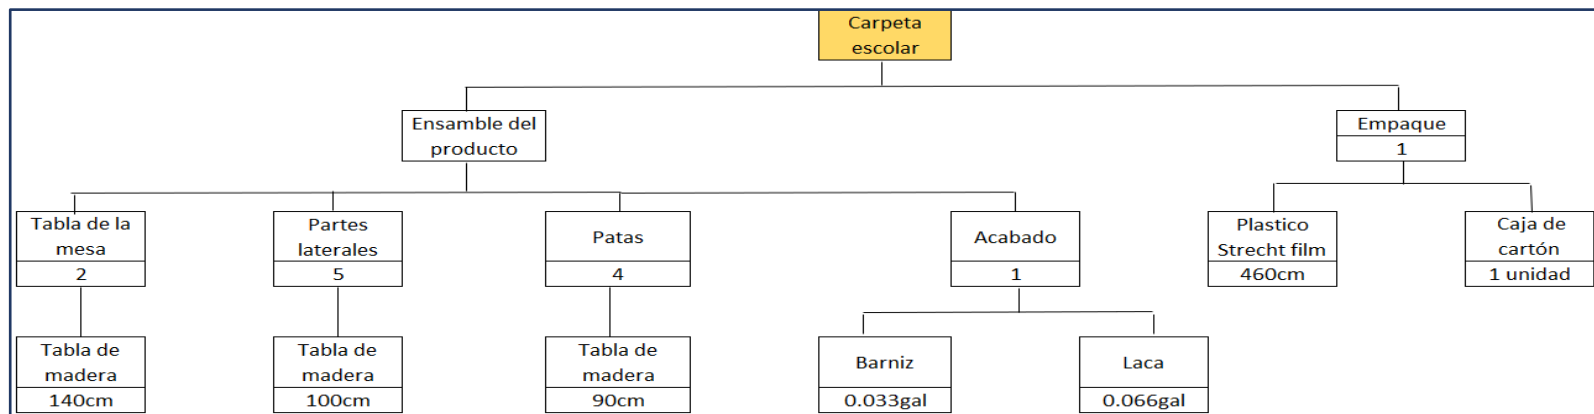 Carpeta
escolar
Ensamble del
producto
Empaque
1
Tabla de la
mesa
2
Partes
laterales
5
Patas
4
Acabado
1
Plastico
Strecht film
460cm
Caja de
cartón
1 unidad
Tabla de
madera
140cm
Tabla de
madera
100cm
Tabla de
madera
90cm
Barniz
0.033gal
Laca
0.066gal